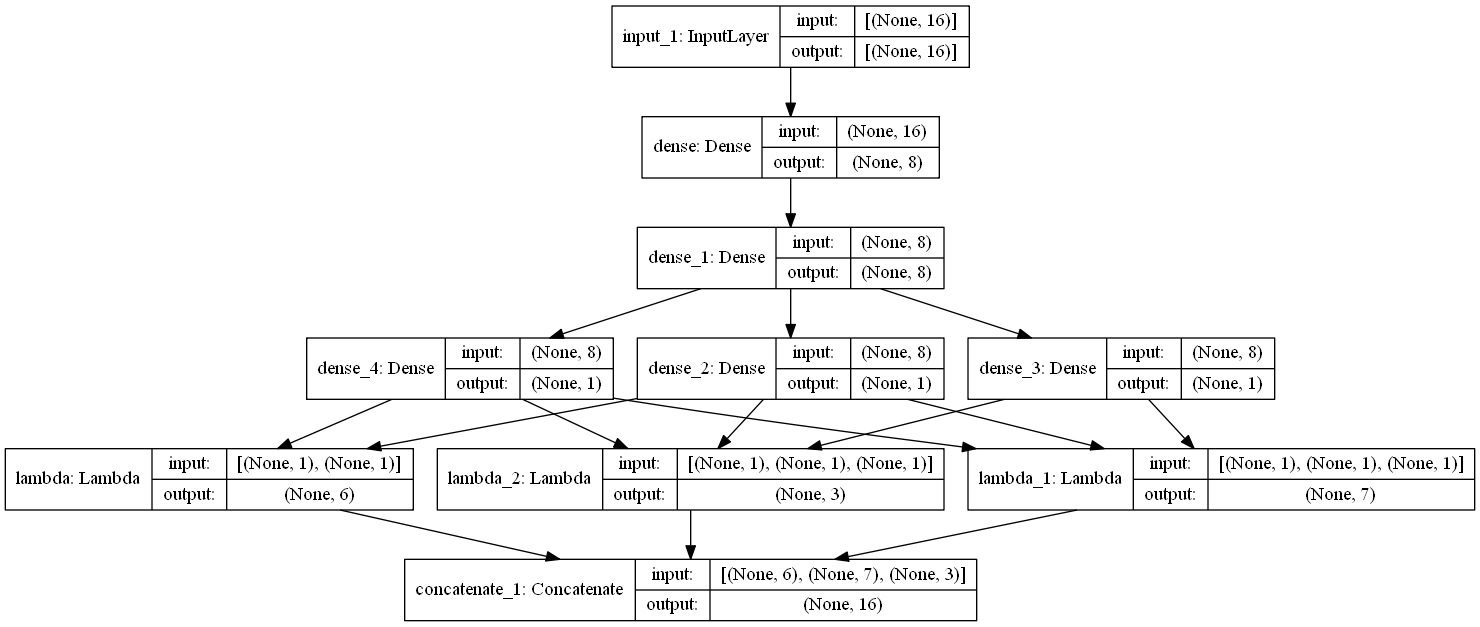 input_1: InputLayer
input: [(None, 16)]
output: [(None, 16)]
dense: Dense
input: (None, 16)
output: (None, 8)
dense_1: Dense
input: (None, 8)
output: (None, 8)
dense_4: Dense
input: (None, 8)
output: (None, 1)
dense_2: Dense
input: (None, 8)
output: (None, 1)
dense_3: Dense
input: (None, 8)
output: (None, 1)
lambda: Lambda
input: [(None, 1), (None, 1)]
output: (None, 6)
lambda_2: Lambda
input: [(None, 1), (None, 1), (None, 1)]
output: (None, 3)
lambda_1: Lambda
input: [(None, 1), (None, 1), (None, 1)]
output: (None, 7)
concatenate_1: Concatenate
input: [(None, 6), (None, 7), (None, 3)]
output: (None, 16)